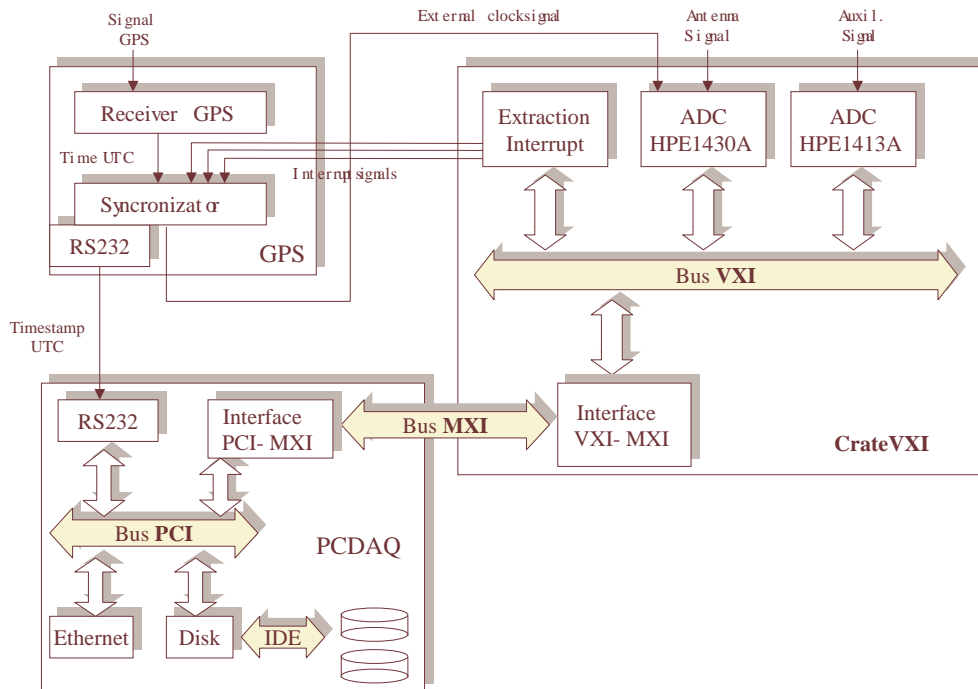 Signal
GPS
External clocksignal
Antenna
Signal
Auxil.
Signal
Receiver GPS
Extraction
Interrupt
ADC
HPE1430A
ADC
HPE1413A
Time UTC
Interruptsignals
Syncronizator
RS232
GPS
Bus VXI
Timestamp
UTC
RS232
Interface
PCI- MXI
Bus MXI
Interface
VXI- MXI
CrateVXI
Bus PCI
PCDAQ
Ethernet
Disk
IDE